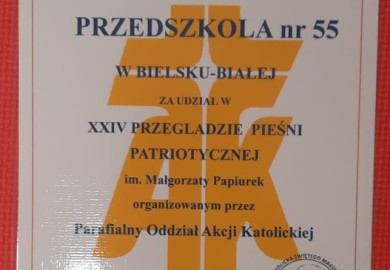 PRZEDSZKOLA nr 55
W BIELSKU-BIAŁEJ
ZA UDZIAŁ W
XXIV PRZEGLĄDZIE PIEŚNI
PATRIOTYCZNEJ
im. Małgorzaty Papiurek
organizowanym przez
Parafialny Oddział Akcji Katolickiej